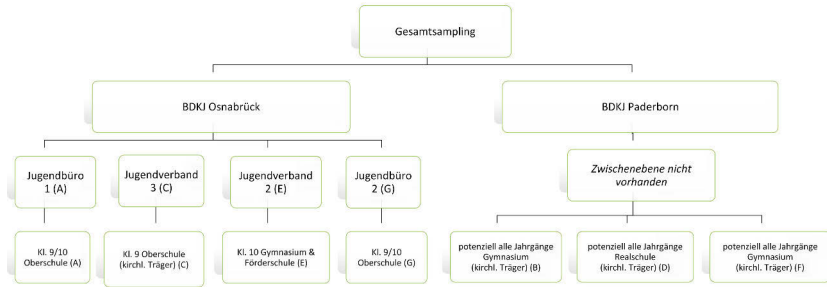 Gesamtsampling
BDKJ Osnabrück
BDKJ Paderborn
Jugendbüro
1 (A)
Jugendverband
3 (C)
Jugendverband
2 (E)
Jugendbüro
2 (G)
Zwischenebene nicht
vorhanden
Kl. 9/10
Oberschule (A)
Kl. 9 Oberschule
(kirchl. Träger) (C)
Kl. 10 Gymnasium &
Förderschule (E)
Kl. 9/10
Oberschule (G)
potenziell alle Jahrgänge
Gymnasium
(kirchl. Träger) (B)
potenziell alle Jahrgänge
Realschule
(kirchl. Träger) (D)
potenziell alle Jahrgänge
Gymnasium
(kirchl. Träger) (F)